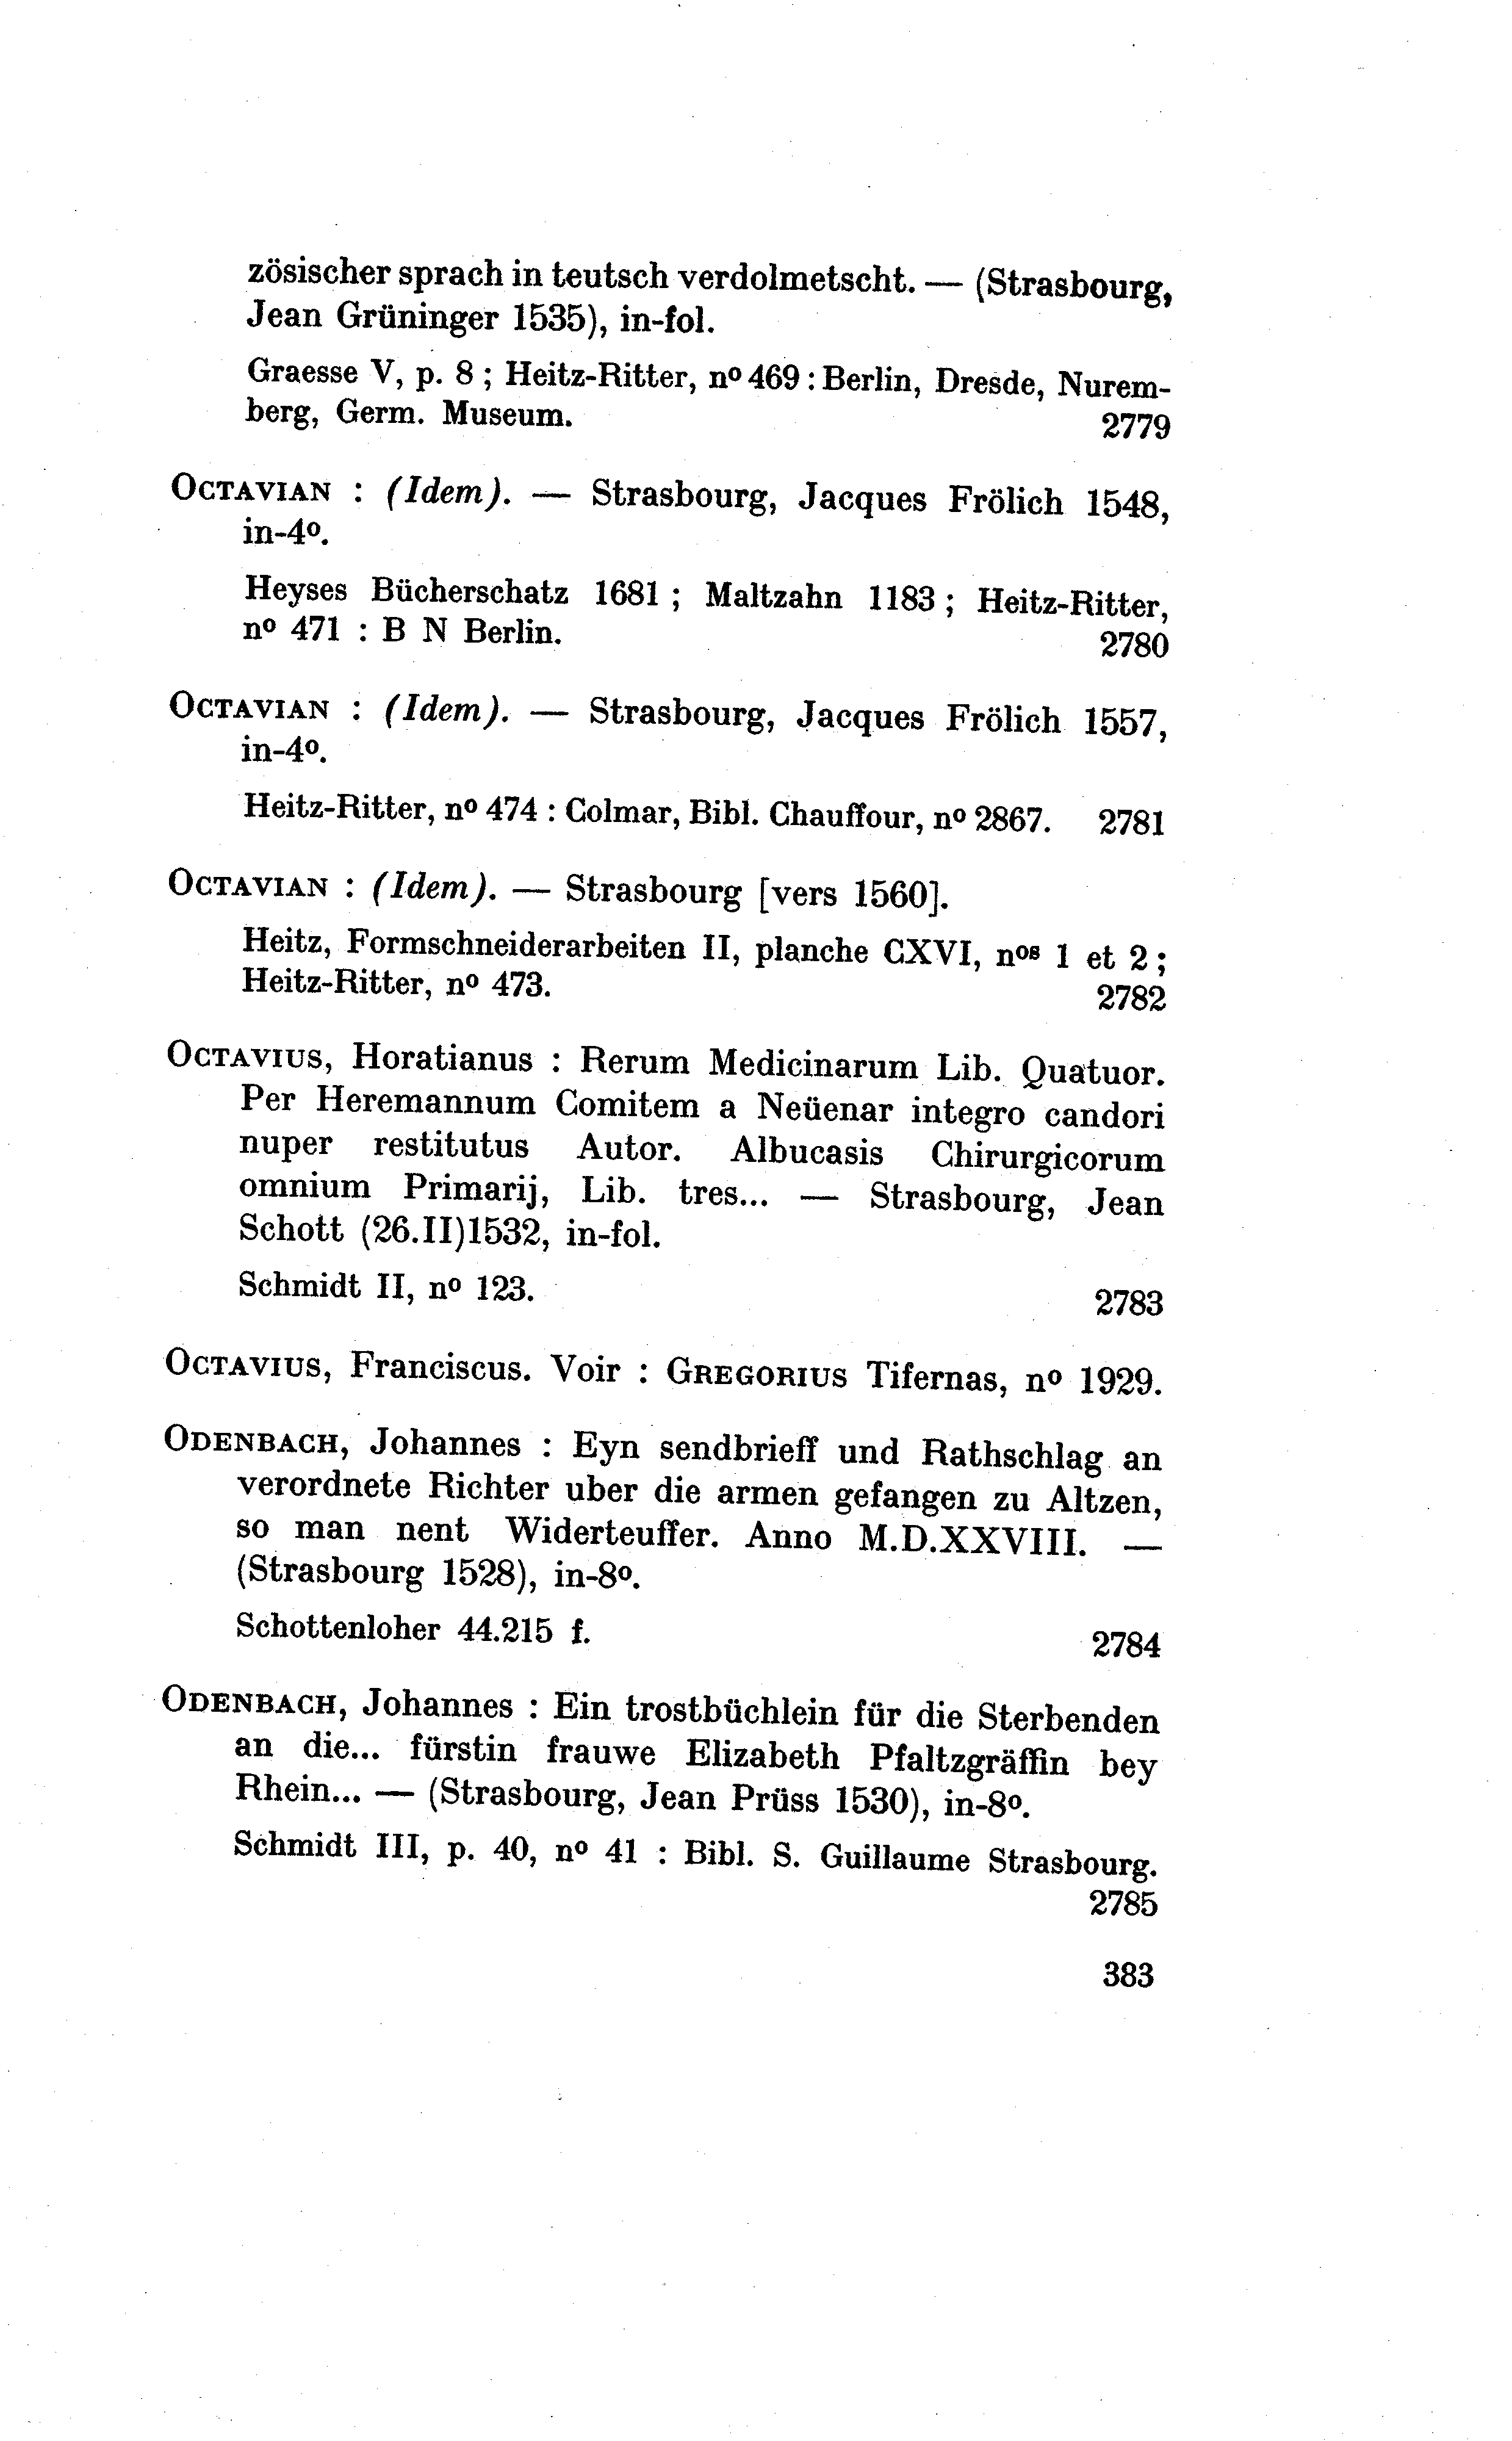 zösischer sprach in teutsch verdolmetscht. — (Strasbourg,
Jean Grüninger 1535), in-fol.
Graesse V, p. 8 ; Heitz-Ritter, nº 469 : Berlin, Dresde, Nurem-
berg, Germ. Museum. 2779
OCTAVIAN : (Idem). — Strasbourg, Jacques Frölich 1548,
in-4º.
Heyses Bücherschatz 1681 ; Maltzahn 1183 ; Heitz-Ritter,
nº 471 : B N Berlin. 2780
OCTAVIAN : (Idem). — Strasbourg, Jacques Frölich 1557,
in-4º.
Heitz-Ritter, nº 474 : Colmar, Bibl. Chauffour, nº 2867. 2781
OCTAVIAN : (Idem). — Strasbourg [vers 1560].
Heitz, Formschneiderarbeiten II, planche CXVI, nos 1 et 2 ;
Heitz-Ritter, nº 473. 2782
OCTAVIUS, Horatianus : Rerum Medicinarum Lib. Quatuor.
Per Heremannum Comitem a Neüenar integro candori
nuper restitutus Autor. Albucasis Chirurgicorum
omnium Primarij, Lib. tres... — Strasbourg, Jean
Schott (26.II)1532, in-fol.
Schmidt II, nº 123. 2783
OCTAVIUS, Franciscus. Voir : GREGORIUS Tifernas, nº 1929.
ODENBACH, Johannes : Eyn sendbrieff und Rathschlag an
verordnete Richter uber die armen gefangen zu Altzen,
so man nent Widerteuffer. Anno M.D.XXVIII. —
(Strasbourg 1528), in-8º.
Schottenloher 44.215 f. 2784
ODENBACH, Johannes : Ein trostbüchlein für die Sterbenden
an die... fürstin frauwe Elizabeth Pfaltzgräffin bey
Rhein... — (Strasbourg, Jean Prüss 1530), in-8º.
Schmidt III, p. 40, nº 41 : Bibl. S. Guillaume Strasbourg.
2785
383